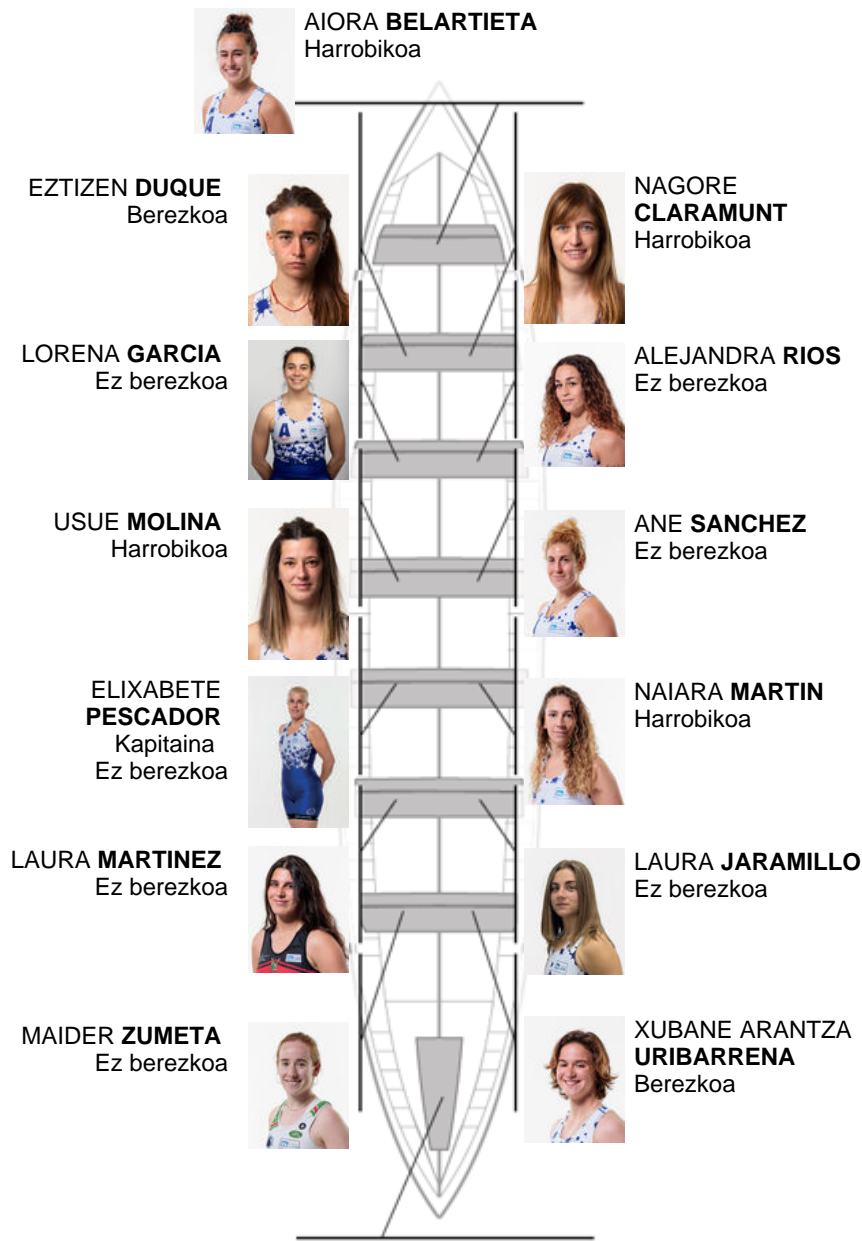 AIORA BELARTIETA
Harrobikoa
EZTIZEN DUQUE
Berezkoa
NAGORE
CLARAMUNT
Harrobikoa
LORENA GARCIA
Ez berezkoa
ALEJANDRA RIOS
Ez berezkoa
USUE MOLINA
Harrobikoa
ANE SANCHEZ
Ez berezkoa
ELIXABETE
PESCADOR
Kapitaina
Ez berezkoa
NAIARA MARTIN
Harrobikoa
LAURA MARTINEZ
Ez berezkoa
LAURA JARAMILLO
Ez berezkoa
MAIDER ZUMETA
Ez berezkoa
XUBANE ARANTZA
URIBARRENA
Berezkoa